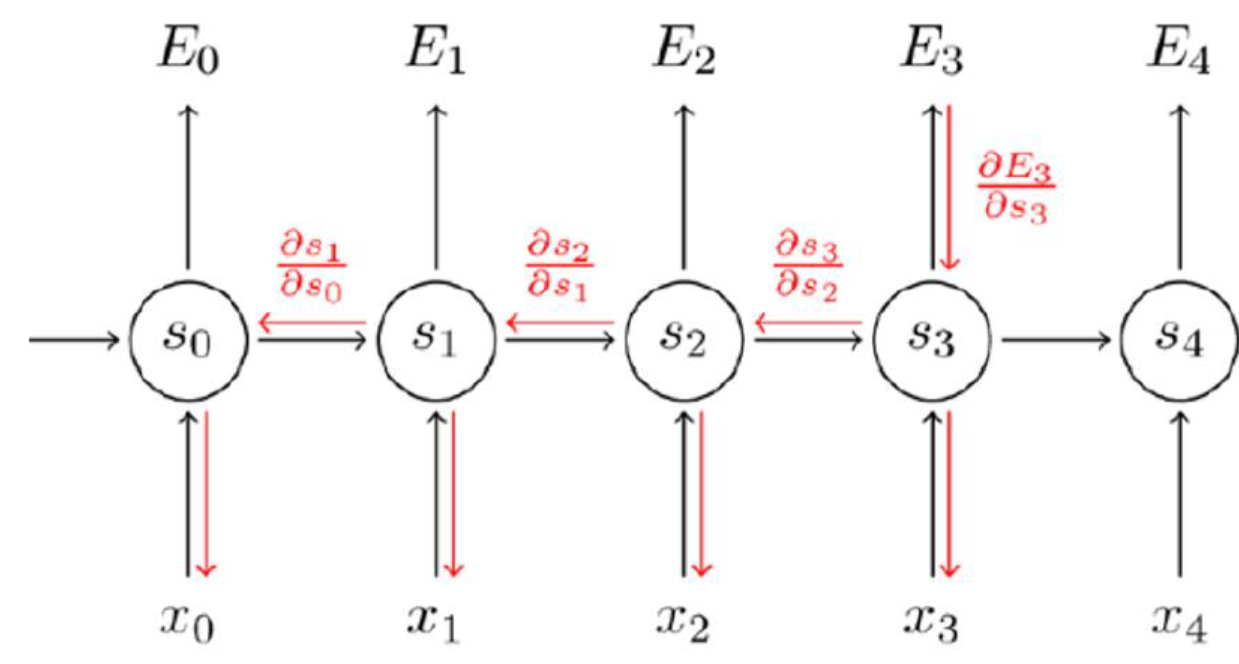 E₀ E₁ E₂ E₃ E₄
∂E₃/∂s₃
∂s₁/∂s₀ ∂s₂/∂s₁ ∂s₃/∂s₂
s₀ s₁ s₂ s₃ s₄
x₀ x₁ x₂ x₃ x₄